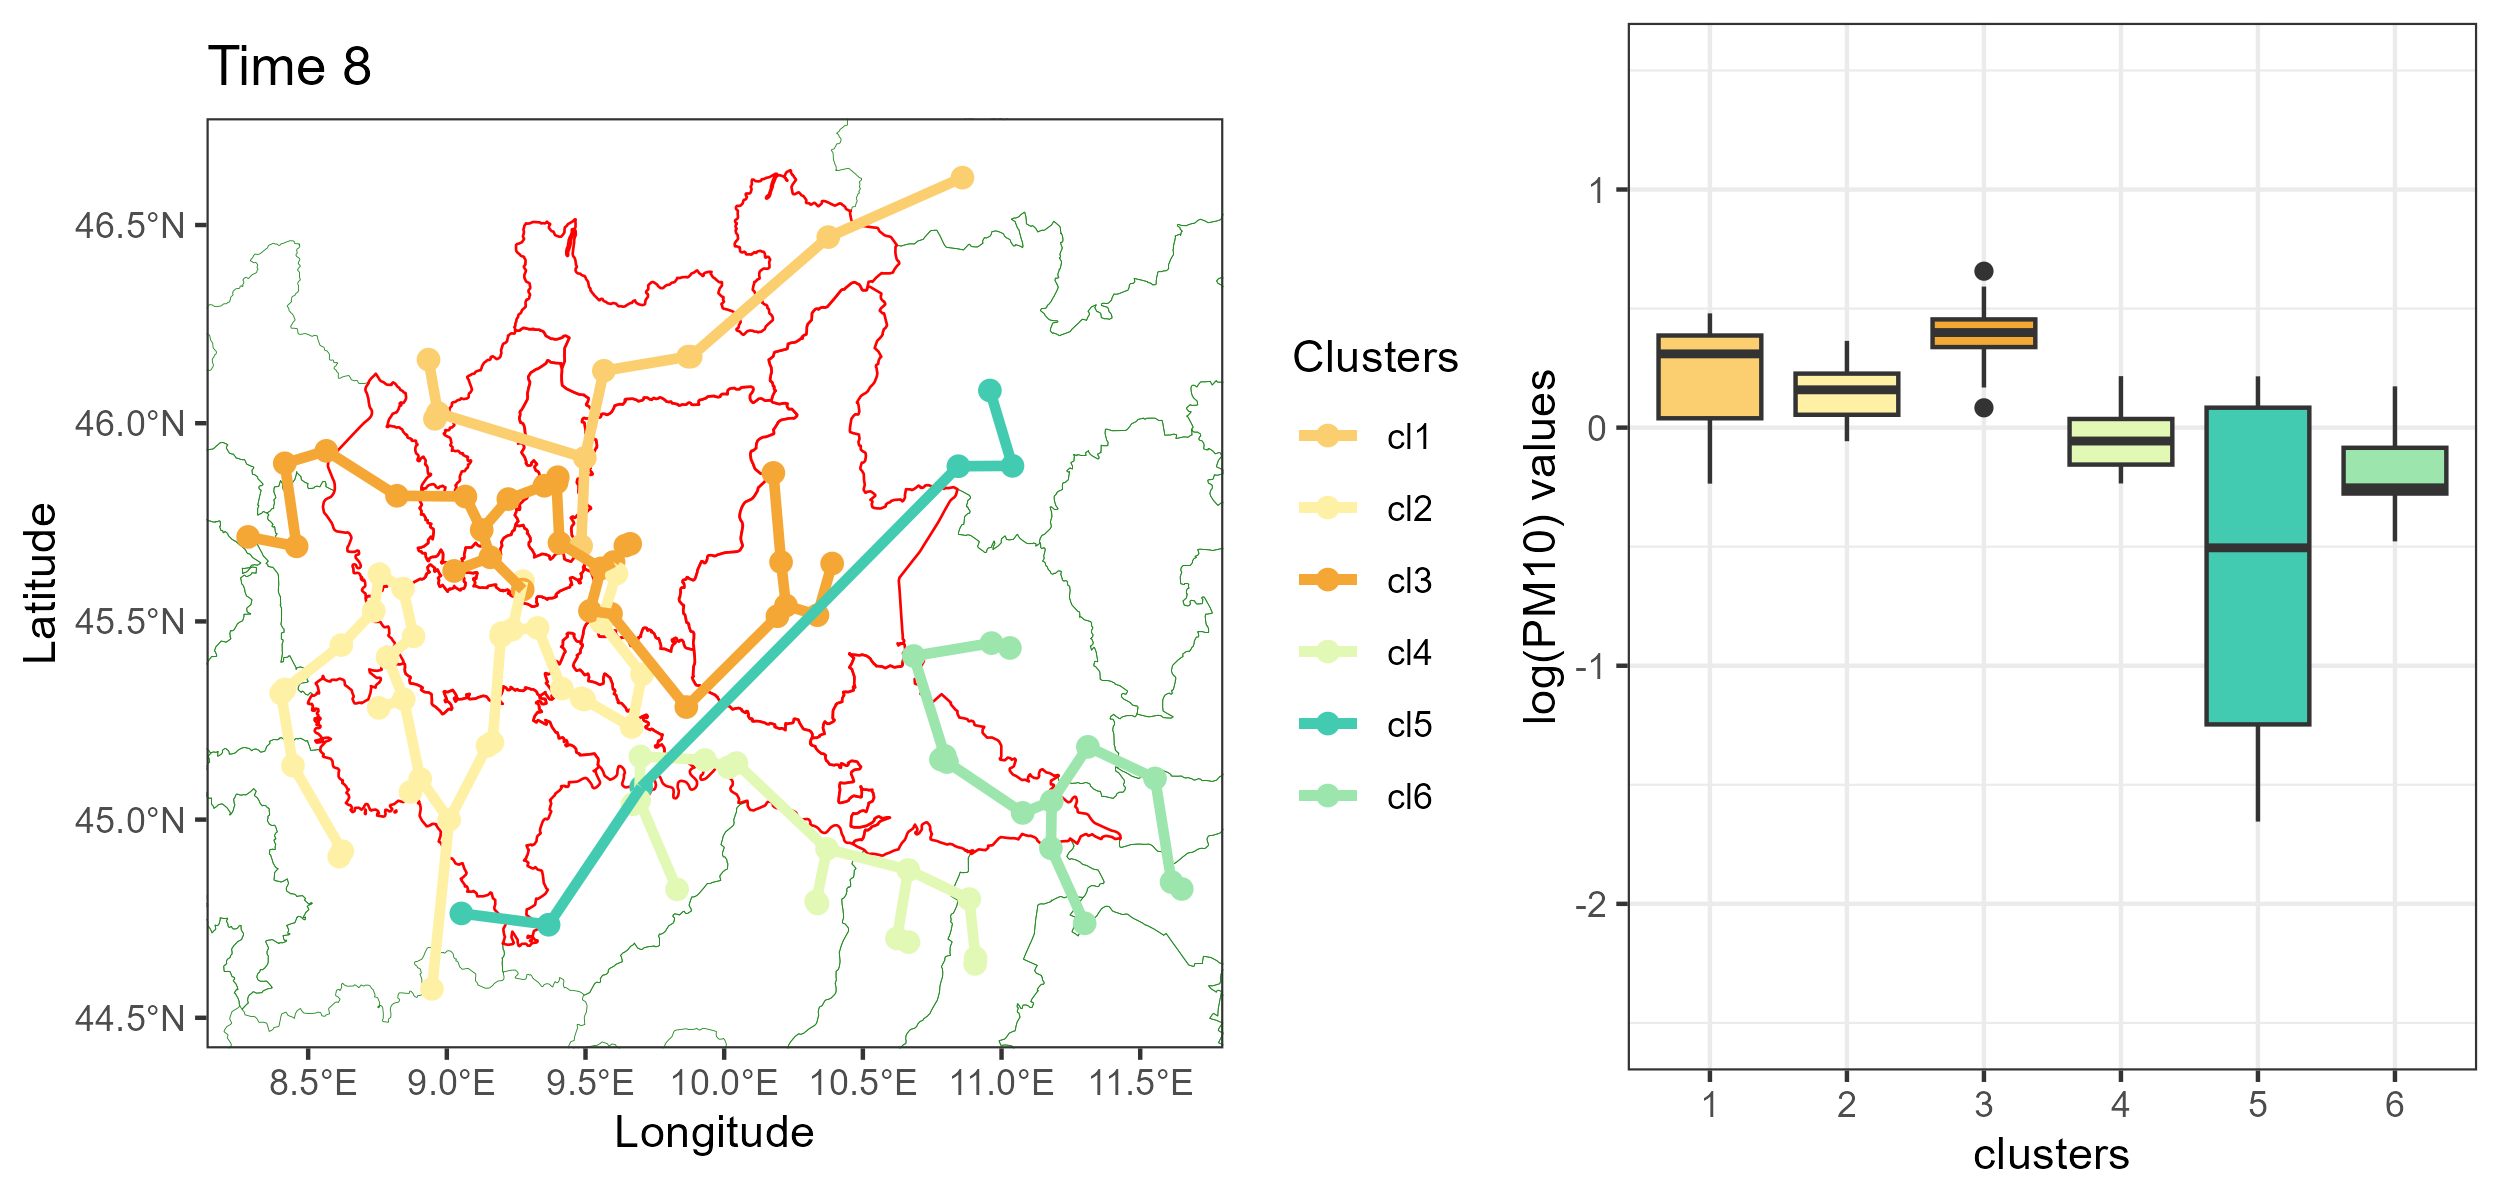 Time 8
Latitude
46.5°N
46.0°N
45.5°N
45.0°N
44.5°N
8.5°E 9.0°E 9.5°E 10.0°E 10.5°E 11.0°E 11.5°E
Longitude
Clusters
cl1
cl2
cl3
cl4
cl5
cl6
log(PM10) values
1
0
-1
-2
1 2 3 4 5 6
clusters